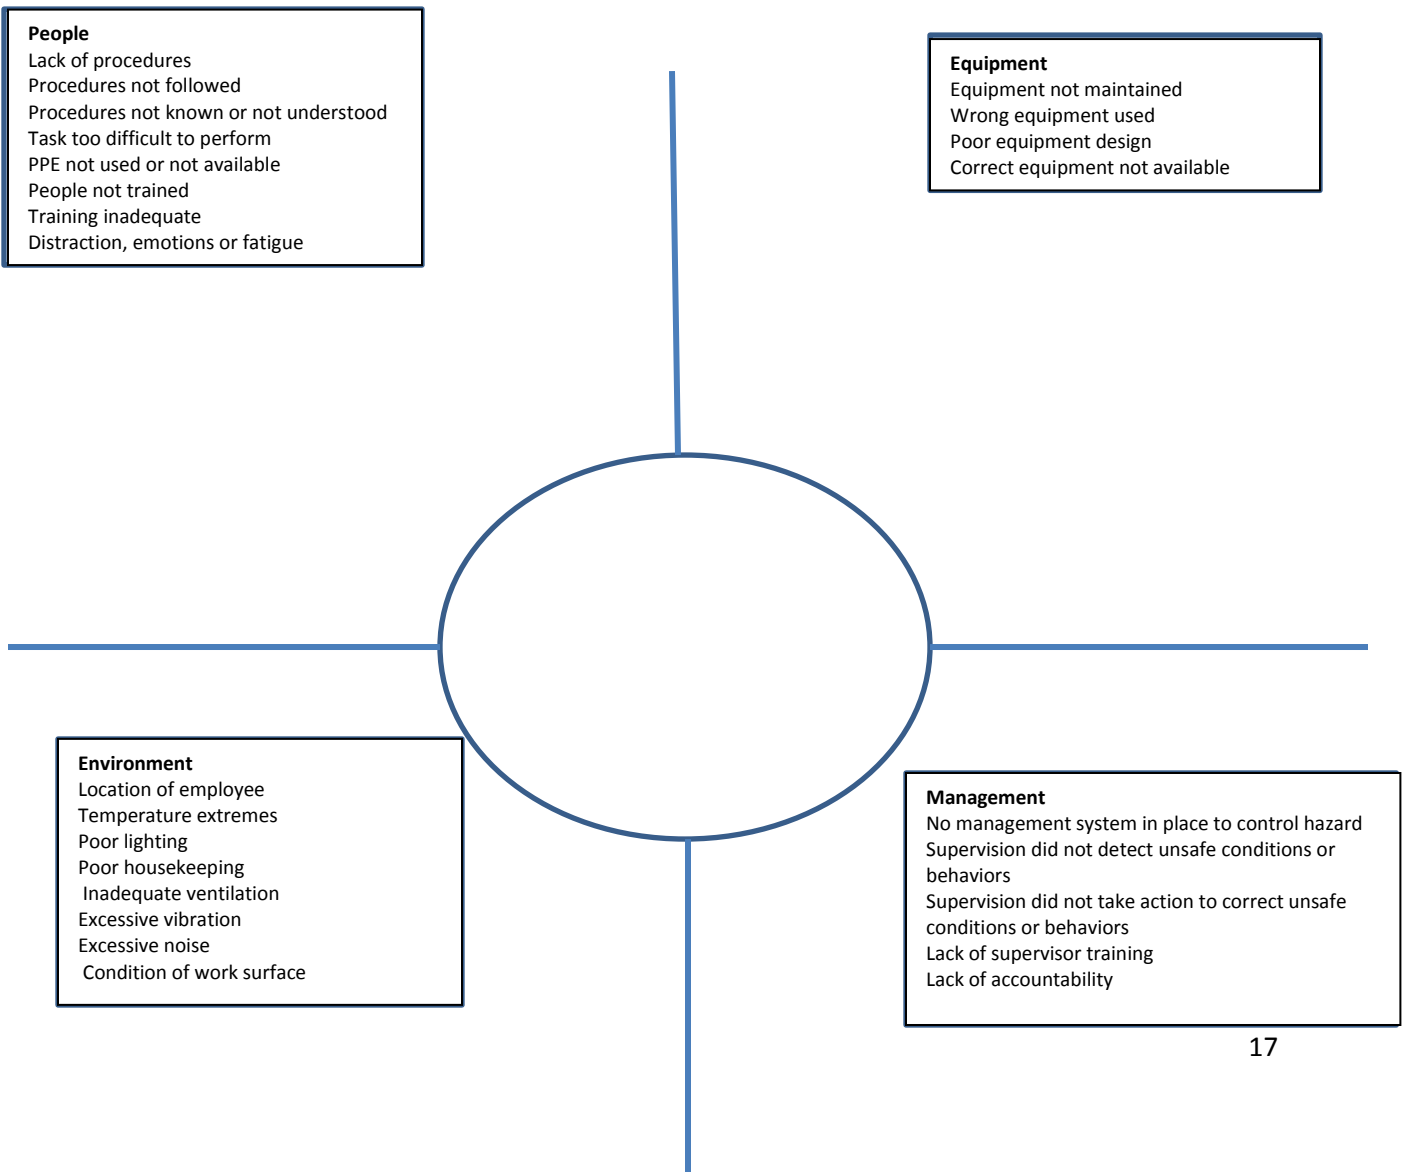 People
Lack of procedures
Procedures not followed
Procedures not known or not understood
Task too difficult to perform
PPE not used or not available
People not trained
Training inadequate
Distraction, emotions or fatigue
Equipment
Equipment not maintained
Wrong equipment used
Poor equipment design
Correct equipment not available
Environment
Location of employee
Temperature extremes
Poor lighting
Poor housekeeping
Inadequate ventilation
Excessive vibration
Excessive noise
Condition of work surface
Management
No management system in place to control hazard
Supervision did not detect unsafe conditions or
behaviors
Supervision did not take action to correct unsafe
conditions or behaviors
Lack of supervisor training
Lack of accountability
17